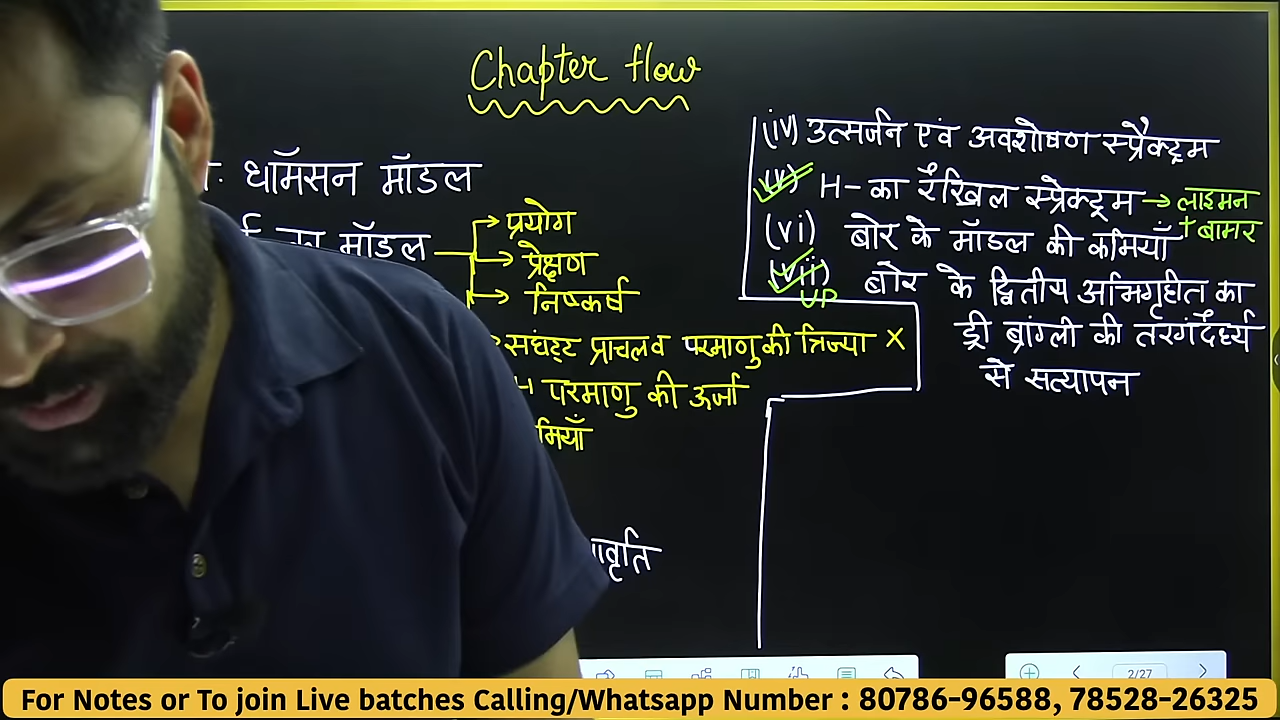 Chapter flow
थॉमसन मॉडल
का मॉडल
→ प्रयोग
→ प्रेक्षण
→ निष्कर्ष
संघट्ट प्राचल व परमाणु की त्रिज्या X
H परमाणु की ऊर्जा
(iv) उत्सर्जन एवं अवशोषण स्प्रैक्ट्रम
(v) H- का रैखिल स्प्रेक्ट्रम → लाइमन
+ बामर
(vi) बोर के मॉडल की कमियाँ
(vii) बोर के द्वितीय अभिगृहीत का
UP
ड्री ब्रांग्ली की तरगंदैर्ध्य
से सत्यापन
2/27
For Notes or To join Live batches Calling/Whatsapp Number : 80786-96588, 78528-26325